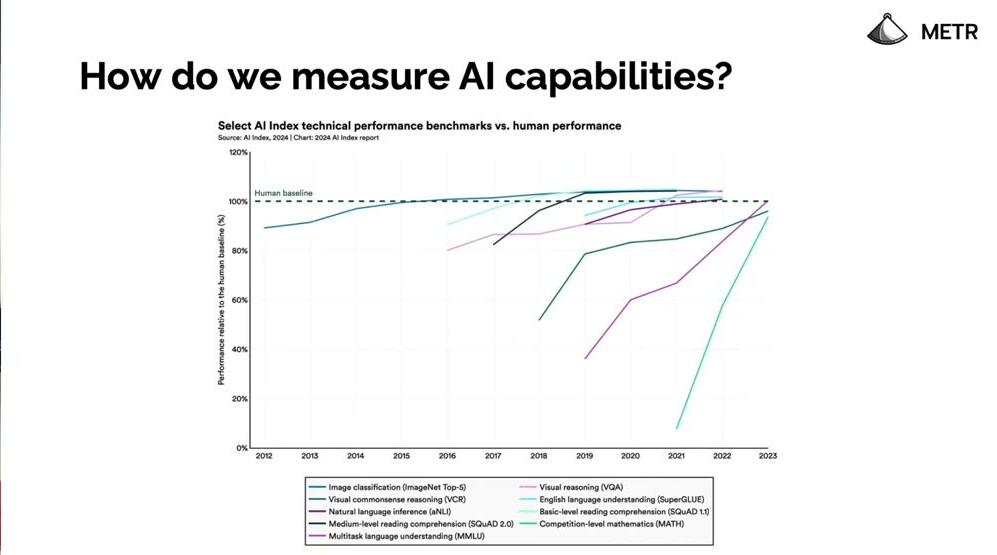 METR
How do we measure AI capabilities?
Select AI Index technical performance benchmarks vs. human performance
Source: AI Index, 2024 | Chart: 2024 AI Index report
120%
Human baseline
100%
80%
60%
40%
20%
0%
Performance relative to the human baseline (%)
2012 2013 2014 2015 2016 2017 2018 2019 2020 2021 2022 2023
Image classification (ImageNet Top-5)
Visual commonsense reasoning (VCR)
Natural language inference (aNLI)
Medium-level reading comprehension (SQuAD 2.0)
Multitask language understanding (MMLU)
Visual reasoning (VQA)
English language understanding (SuperGLUE)
Basic-level reading comprehension (SQuAD 1.1)
Competition-level mathematics (MATH)